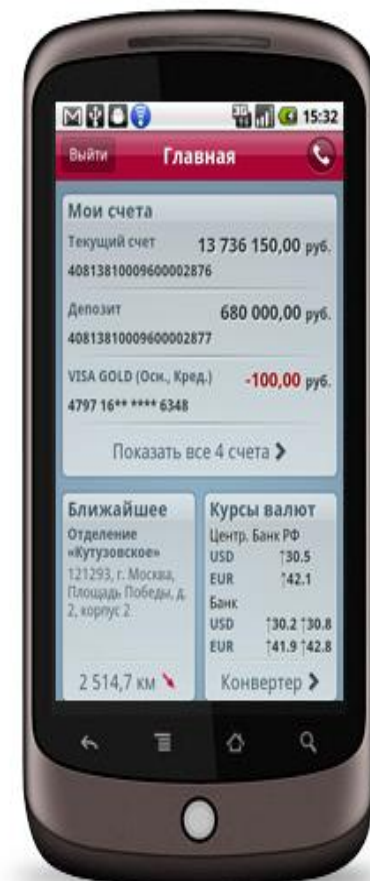 3G
15:32
Выйти
Главная
Мои счета
Текущий счет 13 736 150,00 руб.
40813810009600002876
Депозит 680 000,00 руб.
40813810009600002877
VISA GOLD (Осн., Кред.) -100,00 руб.
4797 16** **** 6348
Показать все 4 счета
Ближайшее
Отделение
«Кутузовское»
121293, г. Москва,
Площадь Победы, д.
2, корпус 2
2 514,7 км
Курсы валют
Центр. Банк РФ
USD ↑30.5
EUR ↑42.1
Банк
USD ↑30.2 ↑30.8
EUR ↑41.9 ↑42.8
Конвертер